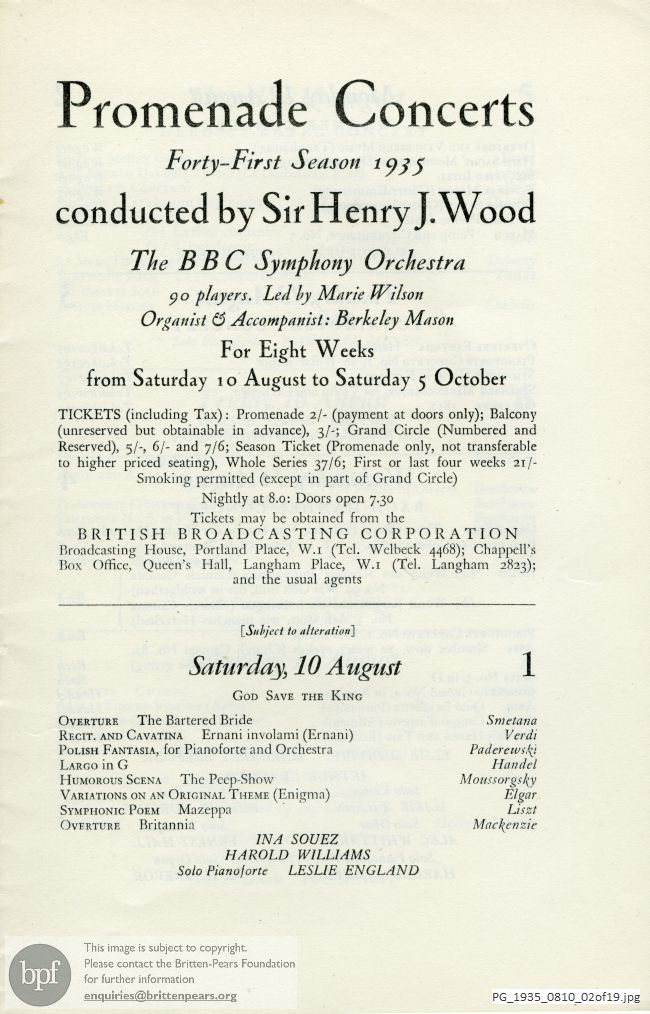 Promenade Concerts
Forty-First Season 1935
conducted by Sir Henry J. Wood
The BBC Symphony Orchestra
90 players. Led by Marie Wilson
Organist & Accompanist: Berkeley Mason
For Eight Weeks
from Saturday 10 August to Saturday 5 October
TICKETS (including Tax): Promenade 2/- (payment at doors only); Balcony
(unreserved but obtainable in advance), 3/-; Grand Circle (Numbered and
Reserved), 5/-, 6/- and 7/6; Season Ticket (Promenade only, not transferable
to higher priced seating), Whole Series 37/6; First or last four weeks 21/-
Smoking permitted (except in part of Grand Circle)
Nightly at 8.0: Doors open 7.30
Tickets may be obtained from the
BRITISH BROADCASTING CORPORATION
Broadcasting House, Portland Place, W.1 (Tel. Welbeck 4468); Chappell's
Box Office, Queen's Hall, Langham Place, W.1 (Tel. Langham 2823);
and the usual agents
[Subject to alteration]
Saturday, 10 August 1
GOD SAVE THE KING
OVERTURE The Bartered Bride Smetana
RECIT. AND CAVATINA Ernani involami (Ernani) Verdi
POLISH FANTASIA, for Pianoforte and Orchestra Paderewski
LARGO in G Handel
HUMOROUS SCENA The Peep-Show Moussorgsky
VARIATIONS ON AN ORIGINAL THEME (Enigma) Elgar
SYMPHONIC POEM Mazeppa Liszt
OVERTURE Britannia Mackenzie
INA SOUEZ
HAROLD WILLIAMS
Solo Pianoforte LESLIE ENGLAND
bpf
This image is subject to copyright.
Please contact the Britten-Pears Foundation
for further information
enquiries@brittenpears.org
PG_1935_0810_02of19.jpg